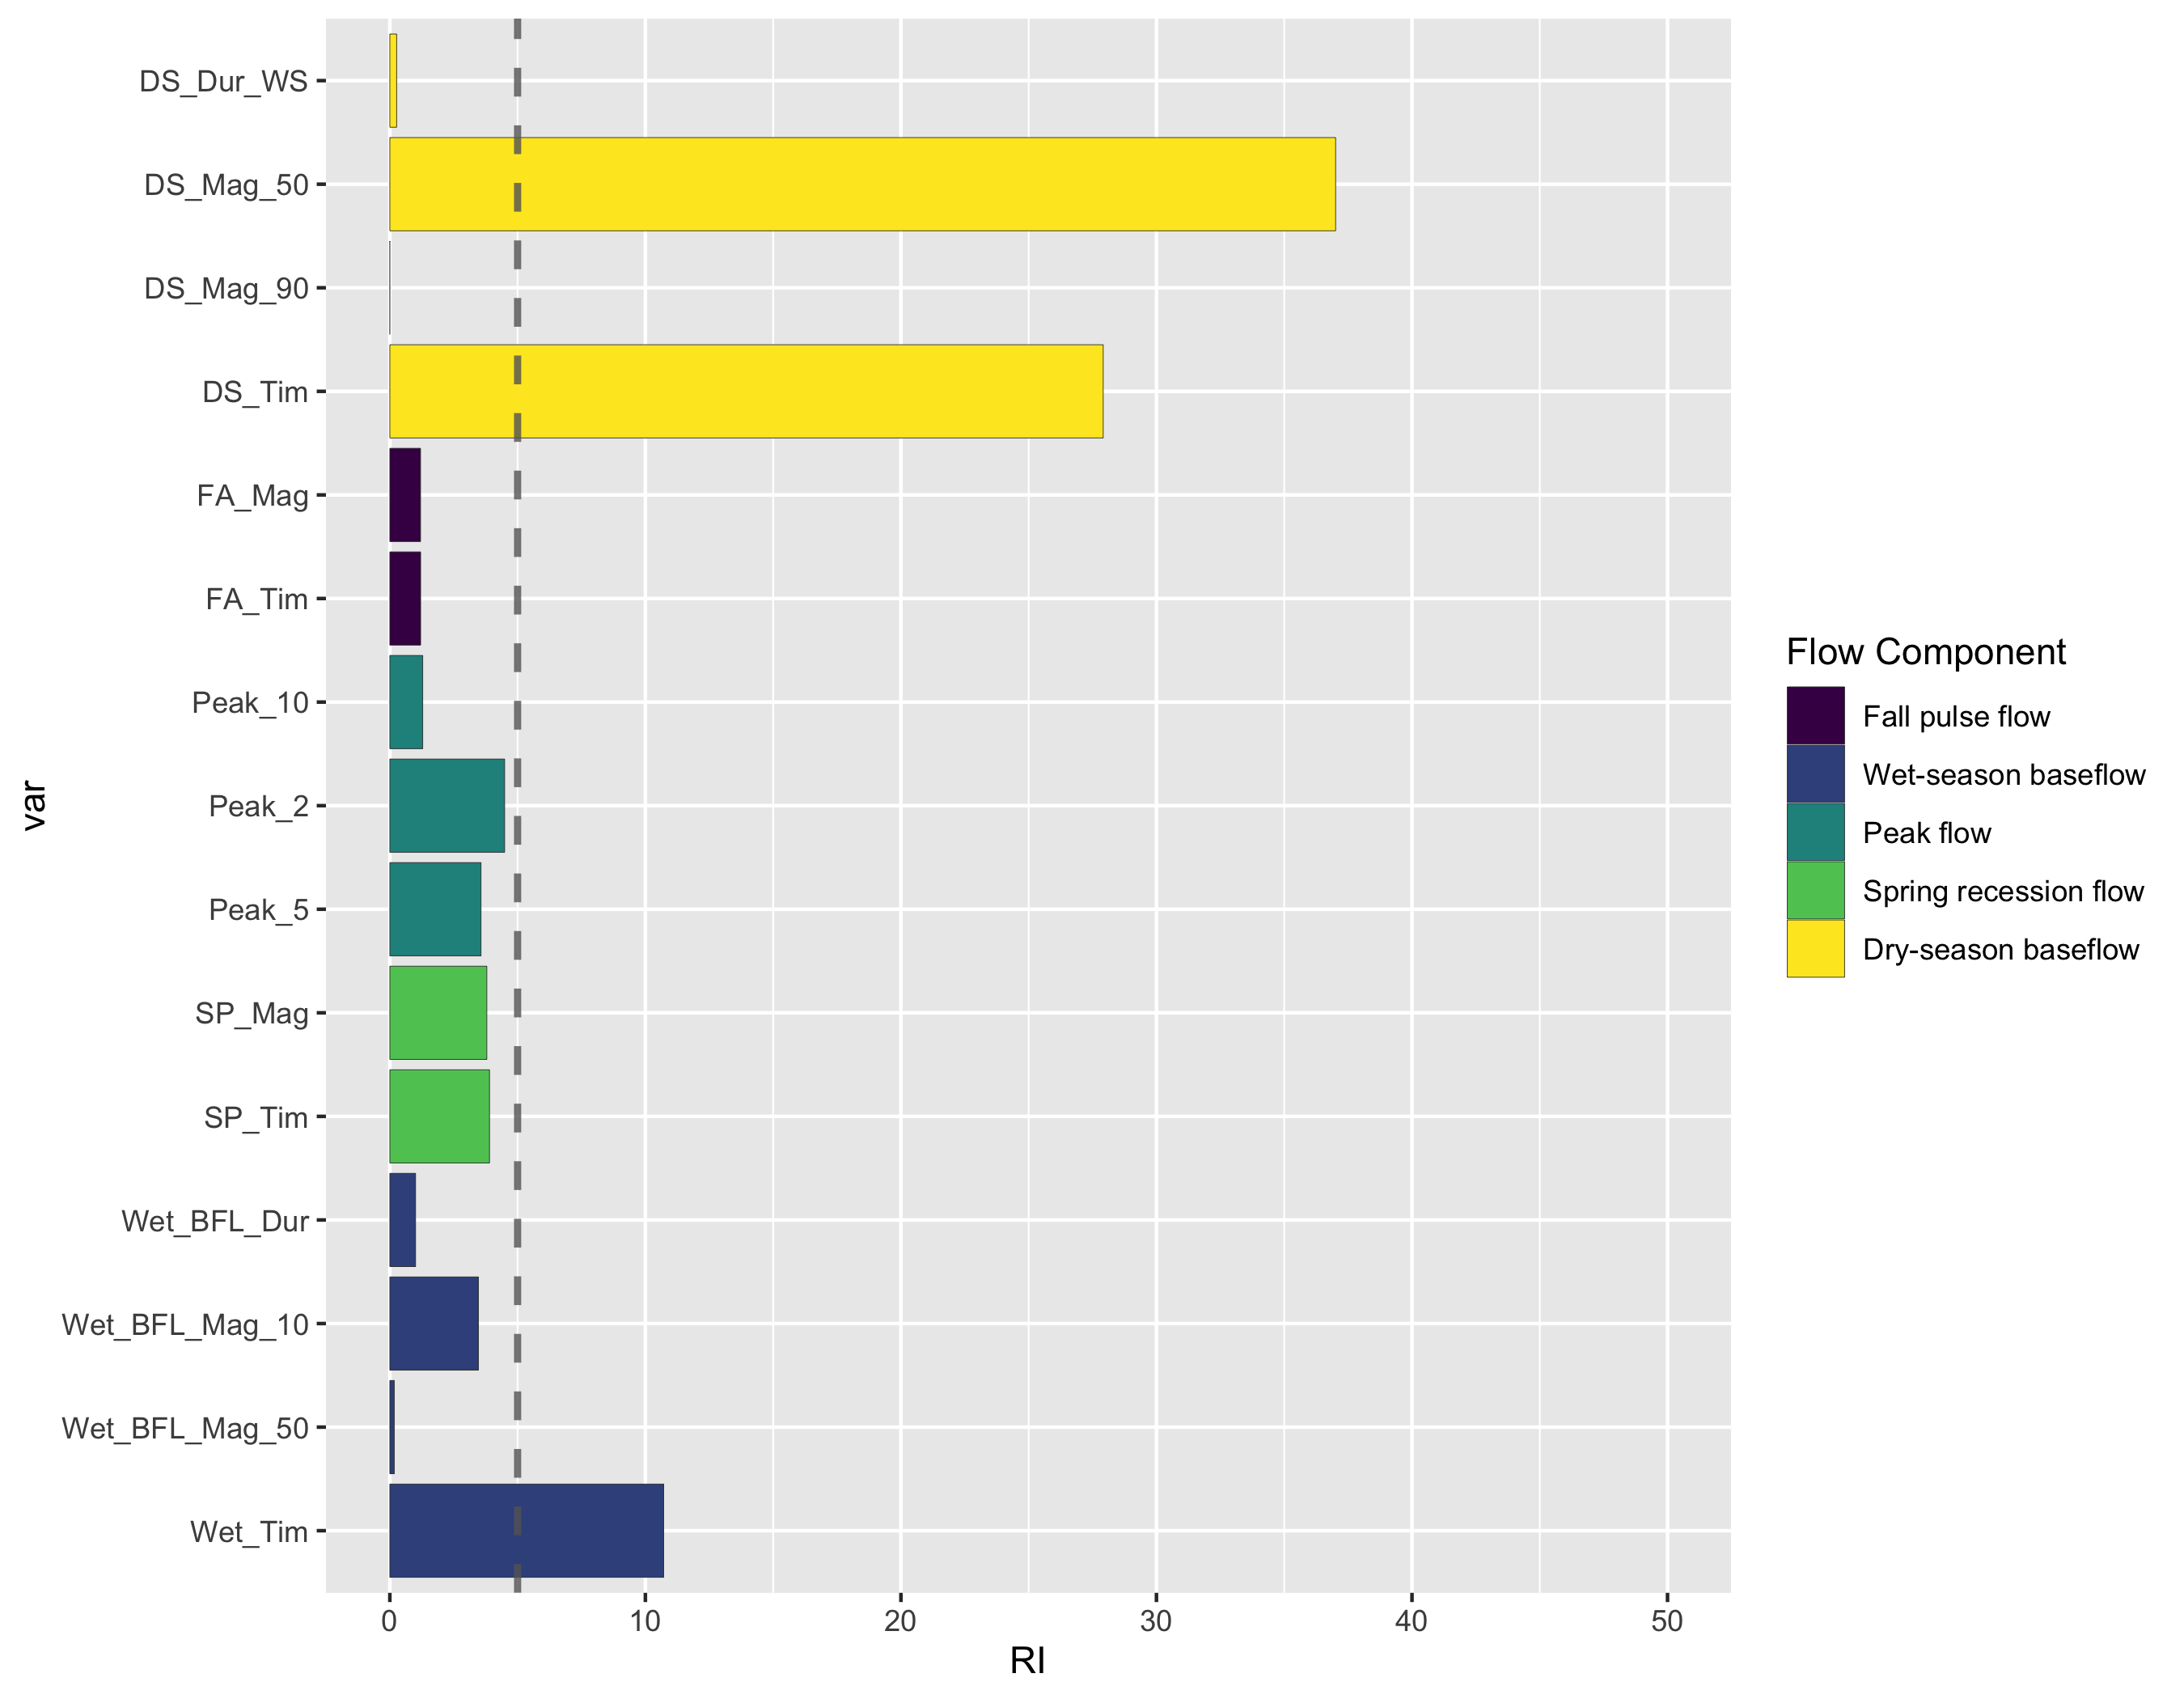 var
DS_Dur_WS
DS_Mag_50
DS_Mag_90
DS_Tim
FA_Mag
FA_Tim
Peak_10
Peak_2
Peak_5
SP_Mag
SP_Tim
Wet_BFL_Dur
Wet_BFL_Mag_10
Wet_BFL_Mag_50
Wet_Tim
0 10 20 30 40 50
RI
Flow Component
Fall pulse flow
Wet-season baseflow
Peak flow
Spring recession flow
Dry-season baseflow